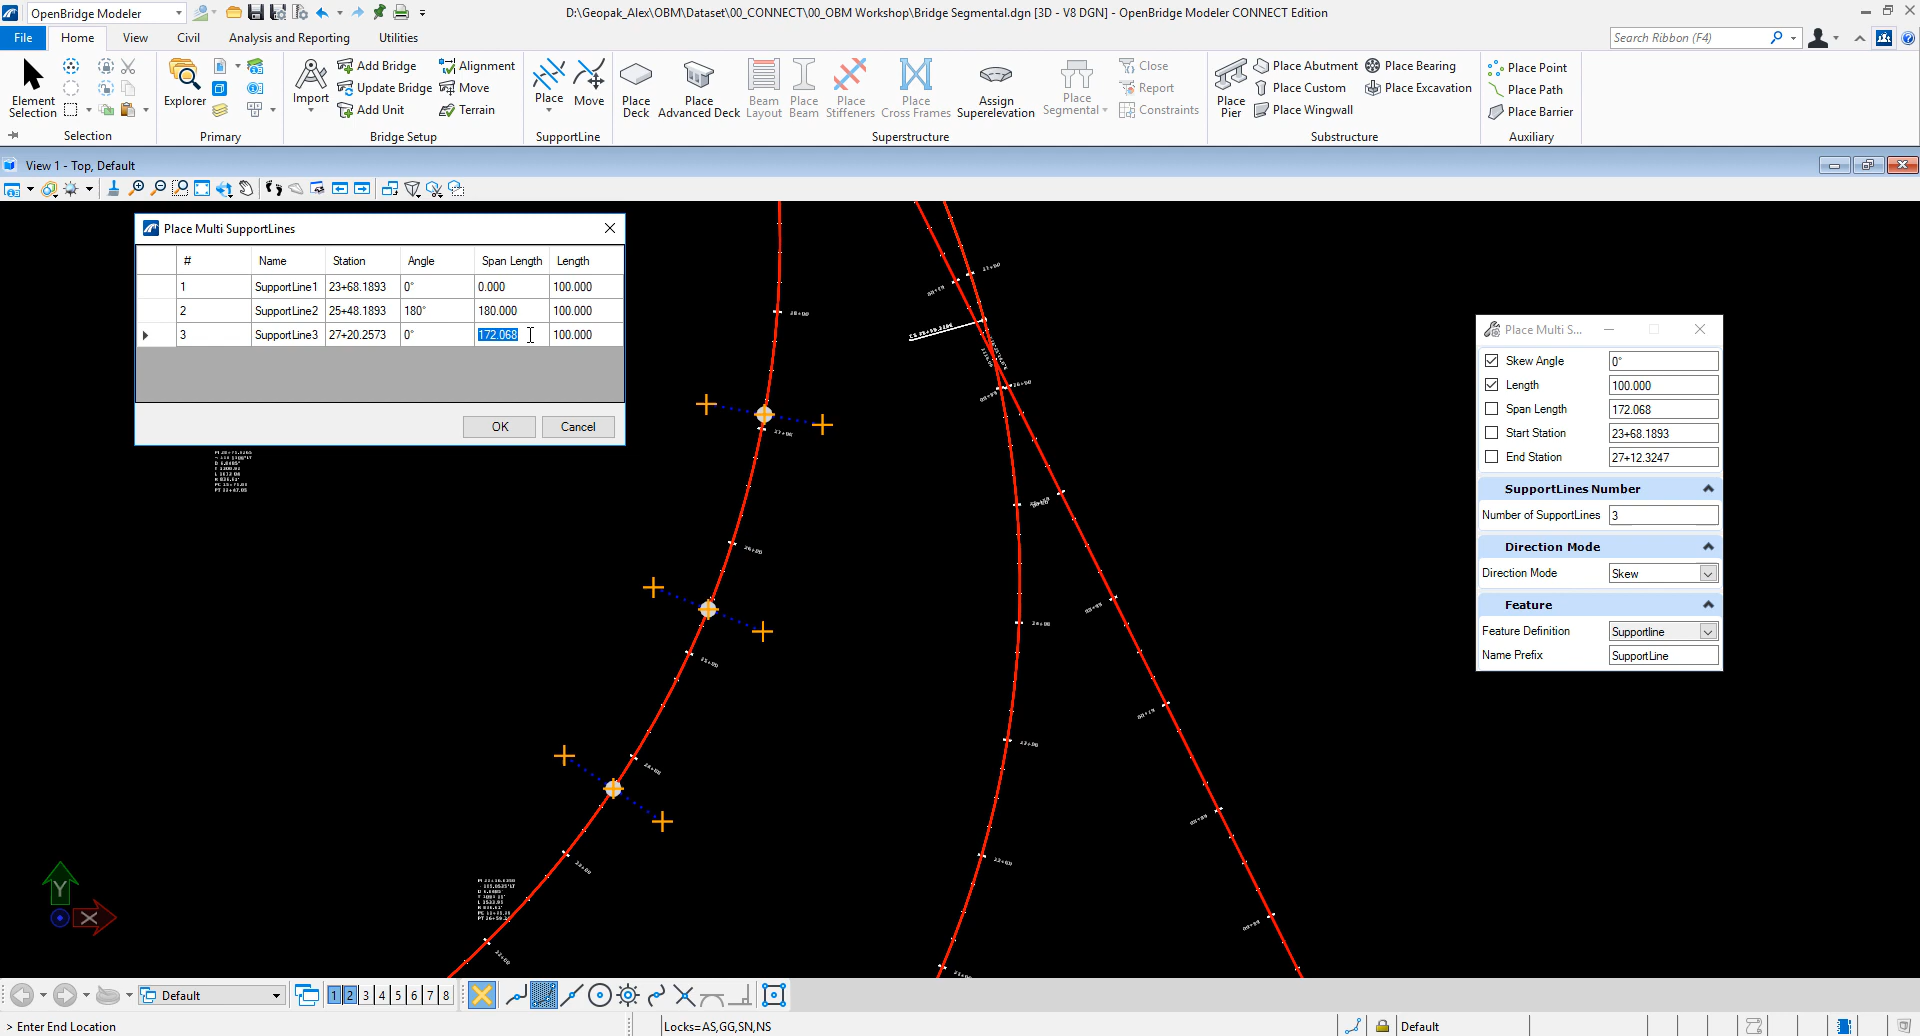 OpenBridge Modeler
D:\Geopak_Alex\OBM\Dataset\00_CONNECT\00_OBM Workshop\Bridge Segmental.dgn [3D - V8 DGN] - OpenBridge Modeler CONNECT Edition
File Home View Civil Analysis and Reporting Utilities
Search Ribbon (F4)
Element Selection
Selection
Explorer
Primary
Import
Add Bridge
Update Bridge
Add Unit
Alignment
Move
Terrain
Bridge Setup
Place
Move
SupportLine
Place Deck
Place Advanced Deck
Beam Layout
Place Beam
Place Stiffeners
Place Cross Frames
Assign Superelevation
Place Segmental
Close
Report
Constraints
Superstructure
Place Pier
Place Abutment
Place Custom
Place Wingwall
Place Bearing
Place Excavation
Substructure
Place Point
Place Path
Place Barrier
Auxiliary
View 1 - Top, Default
Place Multi SupportLines
# Name Station Angle Span Length Length
1 SupportLine1 23+68.1893 0° 0.000 100.000
2 SupportLine2 25+48.1893 180° 180.000 100.000
3 SupportLine3 27+20.2573 0° 172.068 100.000
OK Cancel
Place Multi S...
Skew Angle 0°
Length 100.000
Span Length 172.068
Start Station 23+68.1893
End Station 27+12.3247
SupportLines Number
Number of SupportLines 3
Direction Mode
Direction Mode Skew
Feature
Feature Definition Supportline
Name Prefix SupportLine
Y
X
Default
1 2 3 4 5 6 7 8
> Enter End Location
Locks=AS,GG,SN,NS
Default